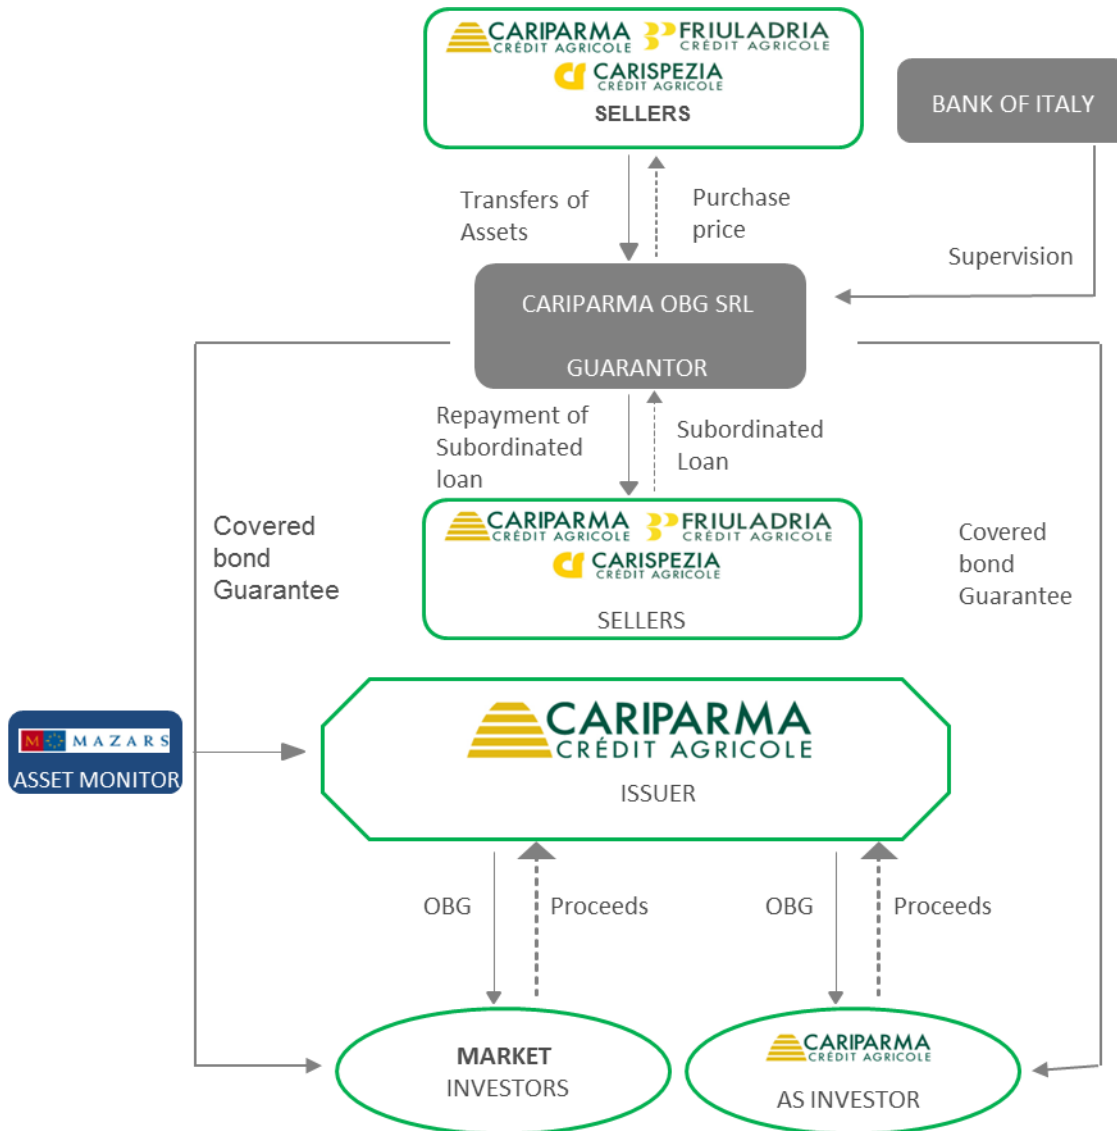 CARIPARMA
CRÉDIT AGRICOLE
FRIULADRIA
CRÉDIT AGRICOLE
CARISPEZIA
CRÉDIT AGRICOLE
SELLERS
BANK OF ITALY
Transfers of
Assets
Purchase
price
Supervision
CARIPARMA OBG SRL
GUARANTOR
Repayment of
Subordinated
loan
Subordinated
Loan
Covered
bond
Guarantee
CARIPARMA
CRÉDIT AGRICOLE
FRIULADRIA
CRÉDIT AGRICOLE
CARISPEZIA
CRÉDIT AGRICOLE
SELLERS
Covered
bond
Guarantee
M MAZARS
ASSET MONITOR
CARIPARMA
CRÉDIT AGRICOLE
ISSUER
OBG
Proceeds
OBG
Proceeds
MARKET
INVESTORS
CARIPARMA
CRÉDIT AGRICOLE
AS INVESTOR